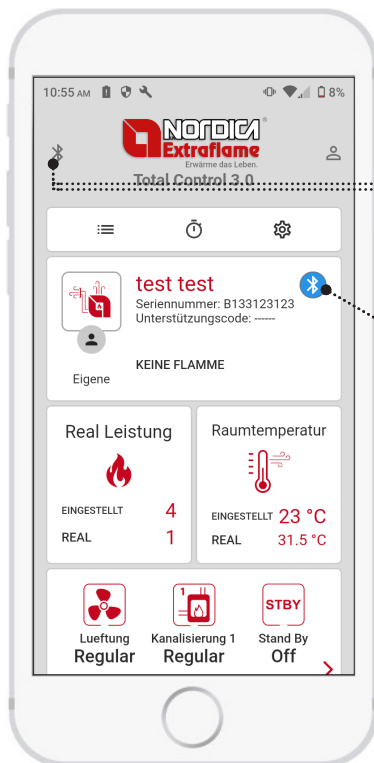 10:55 AM 8%
NORDICA®
Extraflame
Erwärme das Leben.
Total Control 3.0
test test
Seriennummer: B133123123
Unterstützungscode: ------
KEINE FLAMME
Eigene
Real Leistung
EINGESTELLT 4
REAL 1
Raumtemperatur
EINGESTELLT 23 °C
REAL 31.5 °C
1
STBY
Lueftung Kanalisierung 1 Stand By
Regular Regular Off